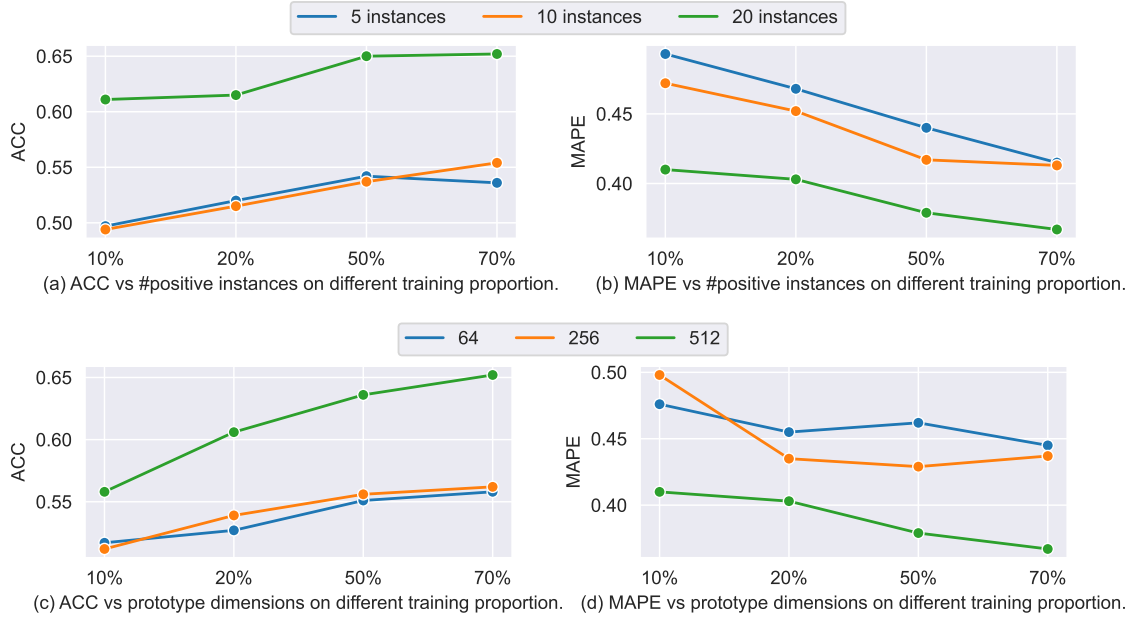 5 instances 10 instances 20 instances
0.65
0.60
0.55
0.50
ACC
10% 20% 50% 70%
(a) ACC vs #positive instances on different training proportion.
0.45
0.40
MAPE
10% 20% 50% 70%
(b) MAPE vs #positive instances on different training proportion.
64 256 512
0.65
0.60
0.55
ACC
10% 20% 50% 70%
(c) ACC vs prototype dimensions on different training proportion.
0.50
0.45
0.40
MAPE
10% 20% 50% 70%
(d) MAPE vs prototype dimensions on different training proportion.